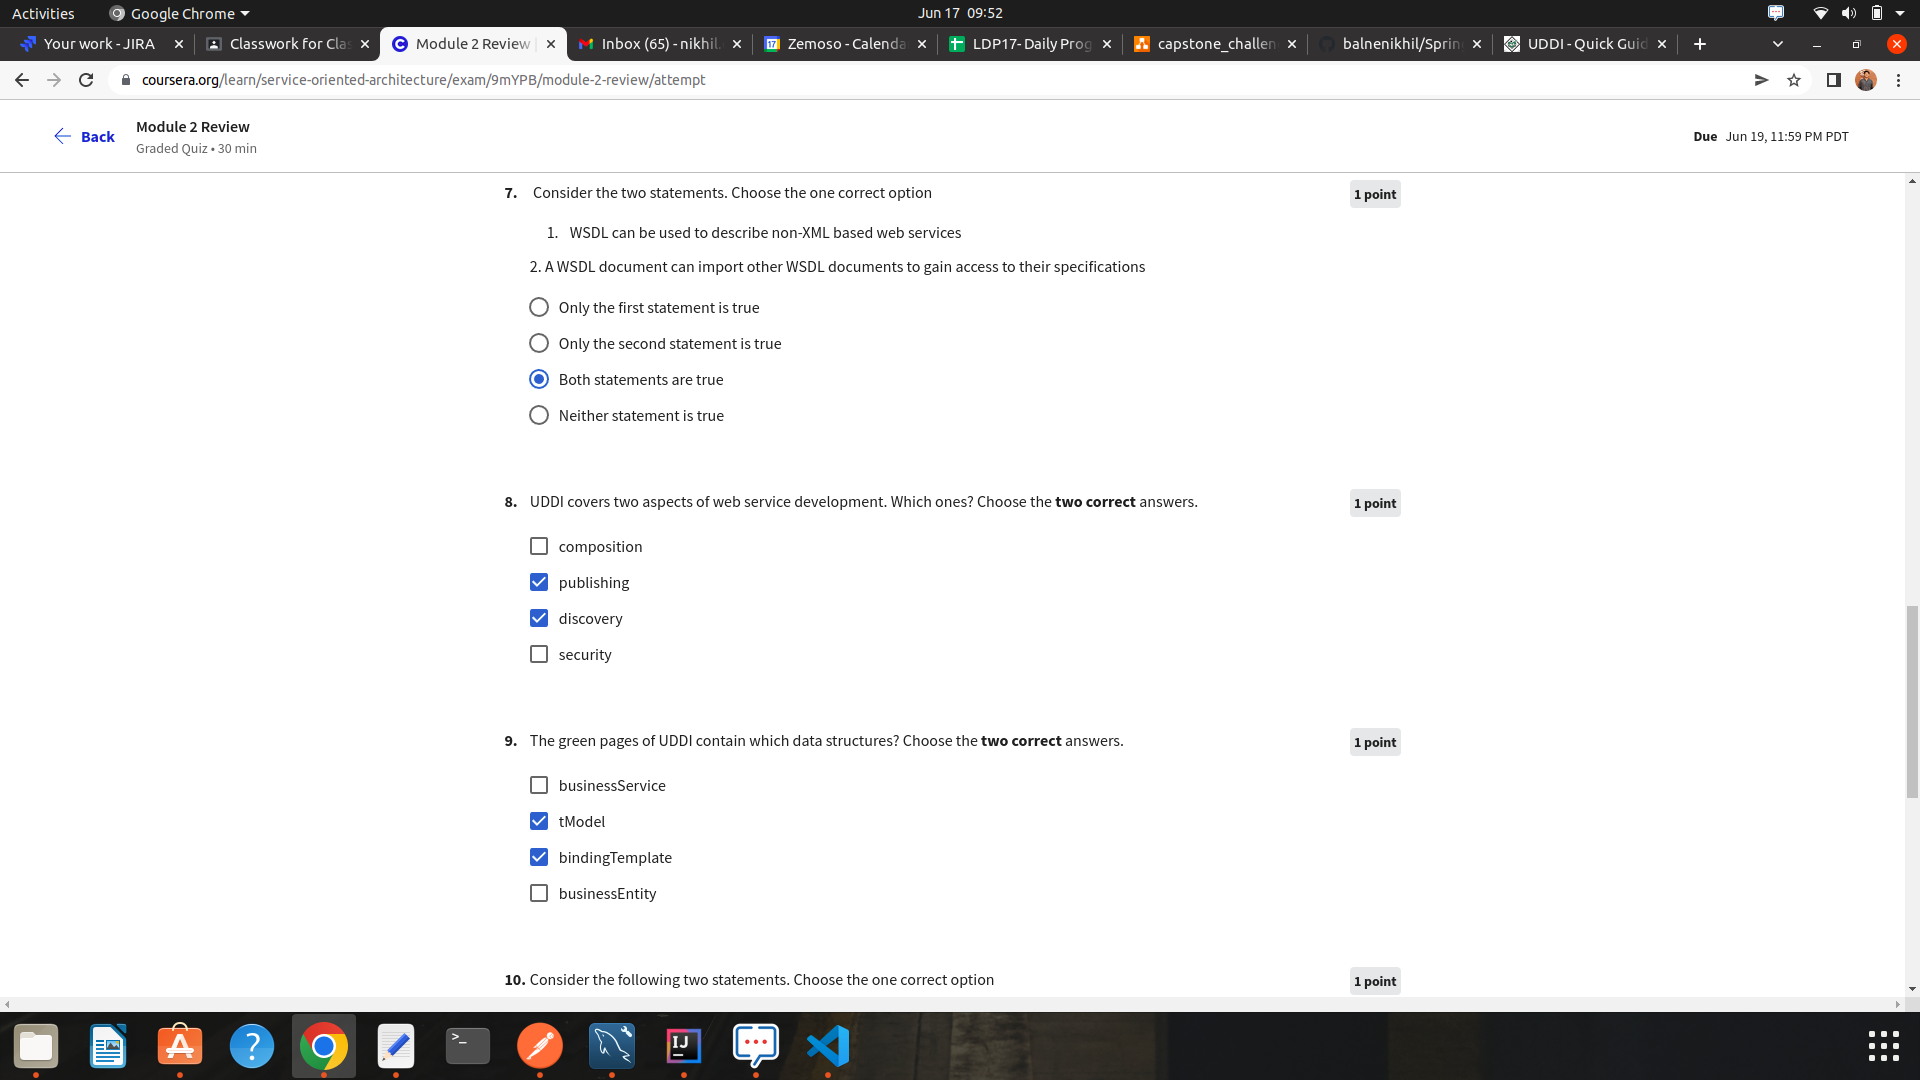 Activities
Google Chrome
Jun 17 09:52
Your work - JIRA
Classwork for Clas
Module 2 Review
Inbox (65) - nikhil.
Zemoso - Calenda
LDP17- Daily Prog
capstone_challen
balnenikhil/Sprin
UDDI - Quick Guid
coursera.org/learn/service-oriented-architecture/exam/9mYPB/module-2-review/attempt
Back
Module 2 Review
Graded Quiz • 30 min
Due Jun 19, 11:59 PM PDT
7. Consider the two statements. Choose the one correct option
1 point
1. WSDL can be used to describe non-XML based web services
2. A WSDL document can import other WSDL documents to gain access to their specifications
Only the first statement is true
Only the second statement is true
Both statements are true
Neither statement is true
8. UDDI covers two aspects of web service development. Which ones? Choose the two correct answers.
1 point
composition
publishing
discovery
security
9. The green pages of UDDI contain which data structures? Choose the two correct answers.
1 point
businessService
tModel
bindingTemplate
businessEntity
10. Consider the following two statements. Choose the one correct option
1 point